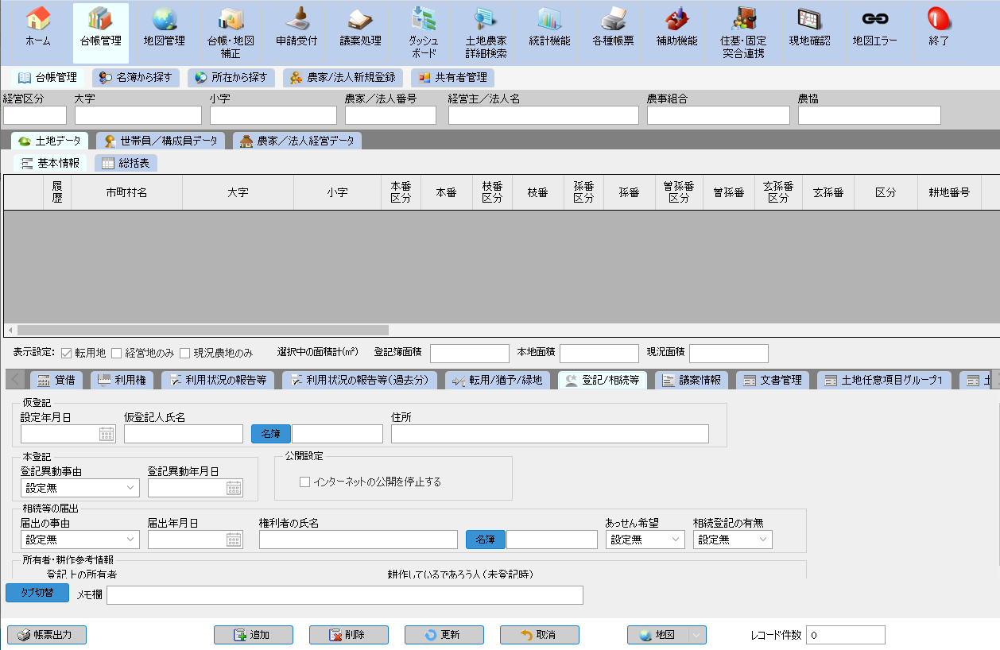 ホーム
台帳管理
地図管理
台帳・地図
補正
申請受付
議案処理
ダッシュ
ボード
土地農家
詳細検索
統計機能
各種帳票
補助機能
住基・固定
突合連携
現地確認
地図エラー
終了
台帳管理
名簿から探す
所在から探す
農家/法人新規登録
共有者管理
経営区分
大字
小字
農家／法人番号
経営主／法人名
農事組合
農協
土地データ
世帯員／構成員データ
農家／法人経営データ
基本情報
総括表
履
歴
市町村名
大字
小字
本番
区分
本番
枝番
区分
枝番
孫番
区分
孫番
曽孫番
区分
曽孫番
玄孫番
区分
玄孫番
区分
耕地番号
表示設定:
転用地
経営地のみ
現況農地のみ
選択中の面積計(㎡)
登記簿面積
本地面積
現況面積
貸借
利用権
利用状況の報告等
利用状況の報告等(過去分)
転用/猶予/緑地
登記/相続等
議案情報
文書管理
土地任意項目グループ1
土
仮登記
設定年月日
仮登記人氏名
名簿
住所
本登記
登記異動事由
登記異動年月日
設定無
公開設定
インターネットの公開を停止する
相続等の届出
届出の事由
届出年月日
権利者の氏名
あっせん希望
相続登記の有無
設定無
名簿
設定無
設定無
所有者・耕作参考情報
登記上の所有者
耕作しているであろう人(未登記時)
タブ切替
メモ欄
帳票出力
追加
削除
更新
取消
地図
レコード件数
0